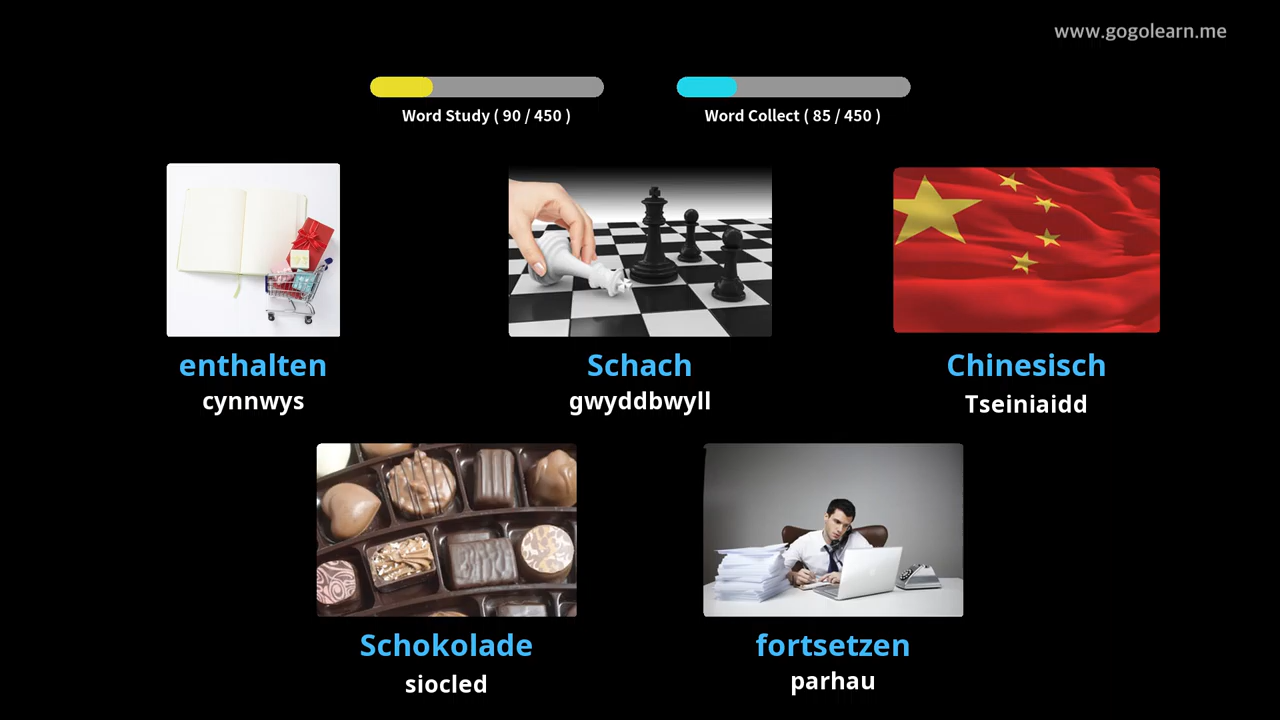 www.gogolearn.me
Word Study ( 90 / 450 )
Word Collect ( 85 / 450 )
enthalten
cynnwys
Schach
gwyddbwyll
Chinesisch
Tseiniaidd
Schokolade
siocled
fortsetzen
parhau